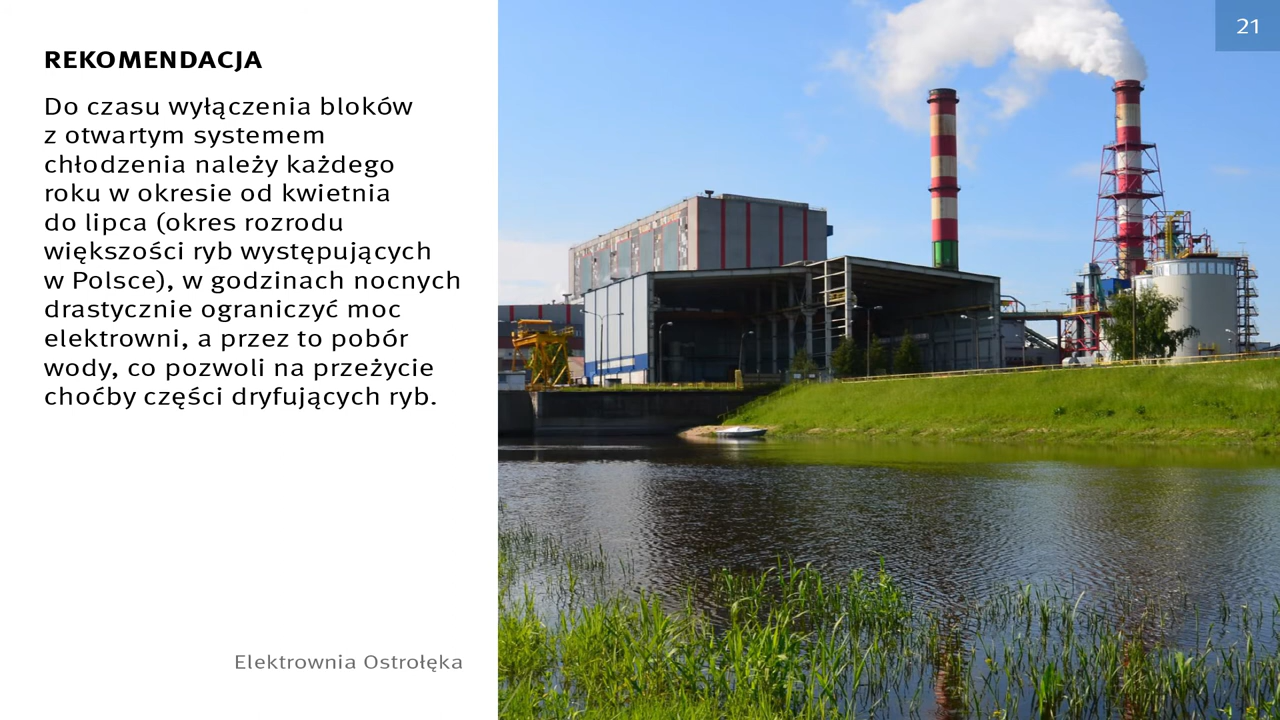 21
REKOMENDACJA
Do czasu wyłączenia bloków
z otwartym systemem
chłodzenia należy każdego
roku w okresie od kwietnia
do lipca (okres rozrodu
większości ryb występujących
w Polsce), w godzinach nocnych
drastycznie ograniczyć moc
elektrowni, a przez to pobór
wody, co pozwoli na przeżycie
choćby części dryfujących ryb.
Elektrownia Ostrołęka